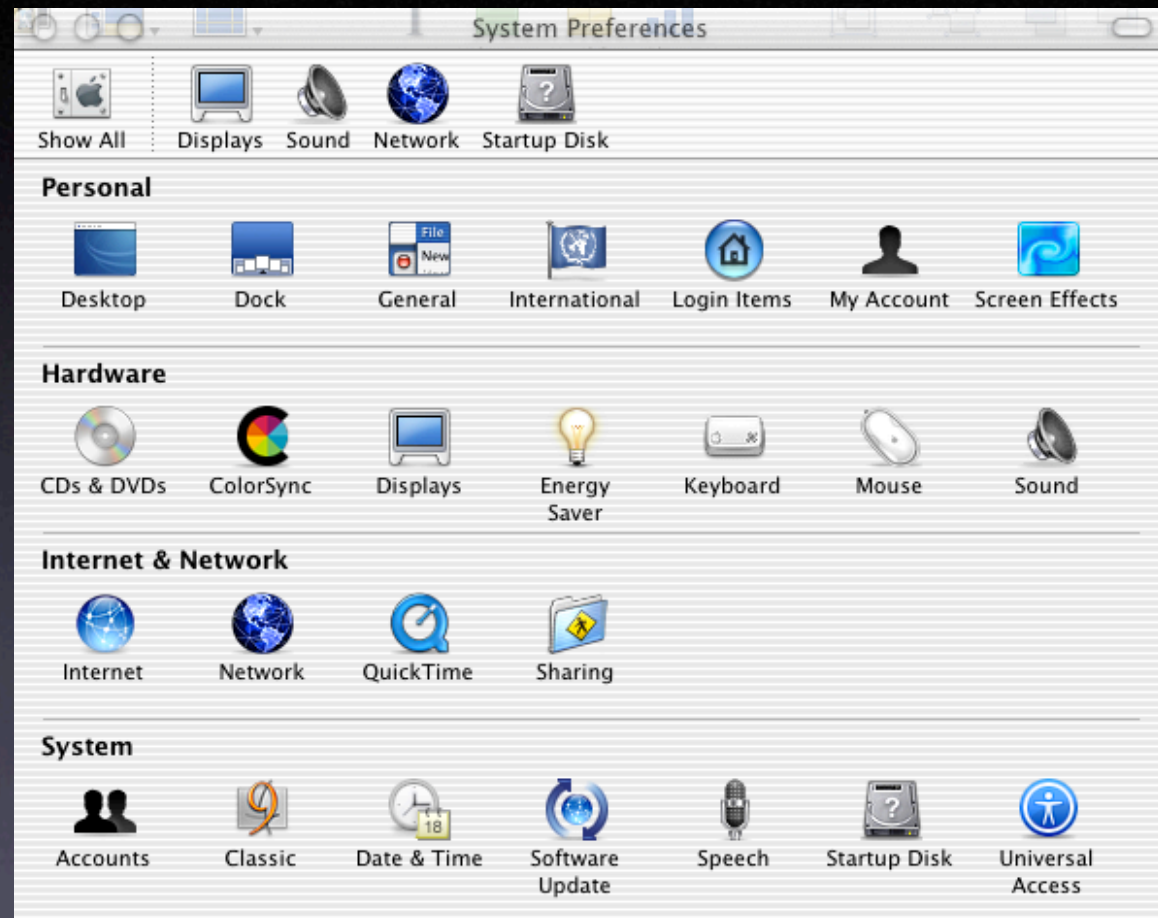 System Preferences
Show All Displays Sound Network Startup Disk
Personal
File
New
Desktop Dock General International Login Items My Account Screen Effects
Hardware
CDs & DVDs ColorSync Displays Energy Saver Keyboard Mouse Sound
Internet & Network
Internet Network QuickTime Sharing
System
9
18
Accounts Classic Date & Time Software Update Speech Startup Disk Universal Access